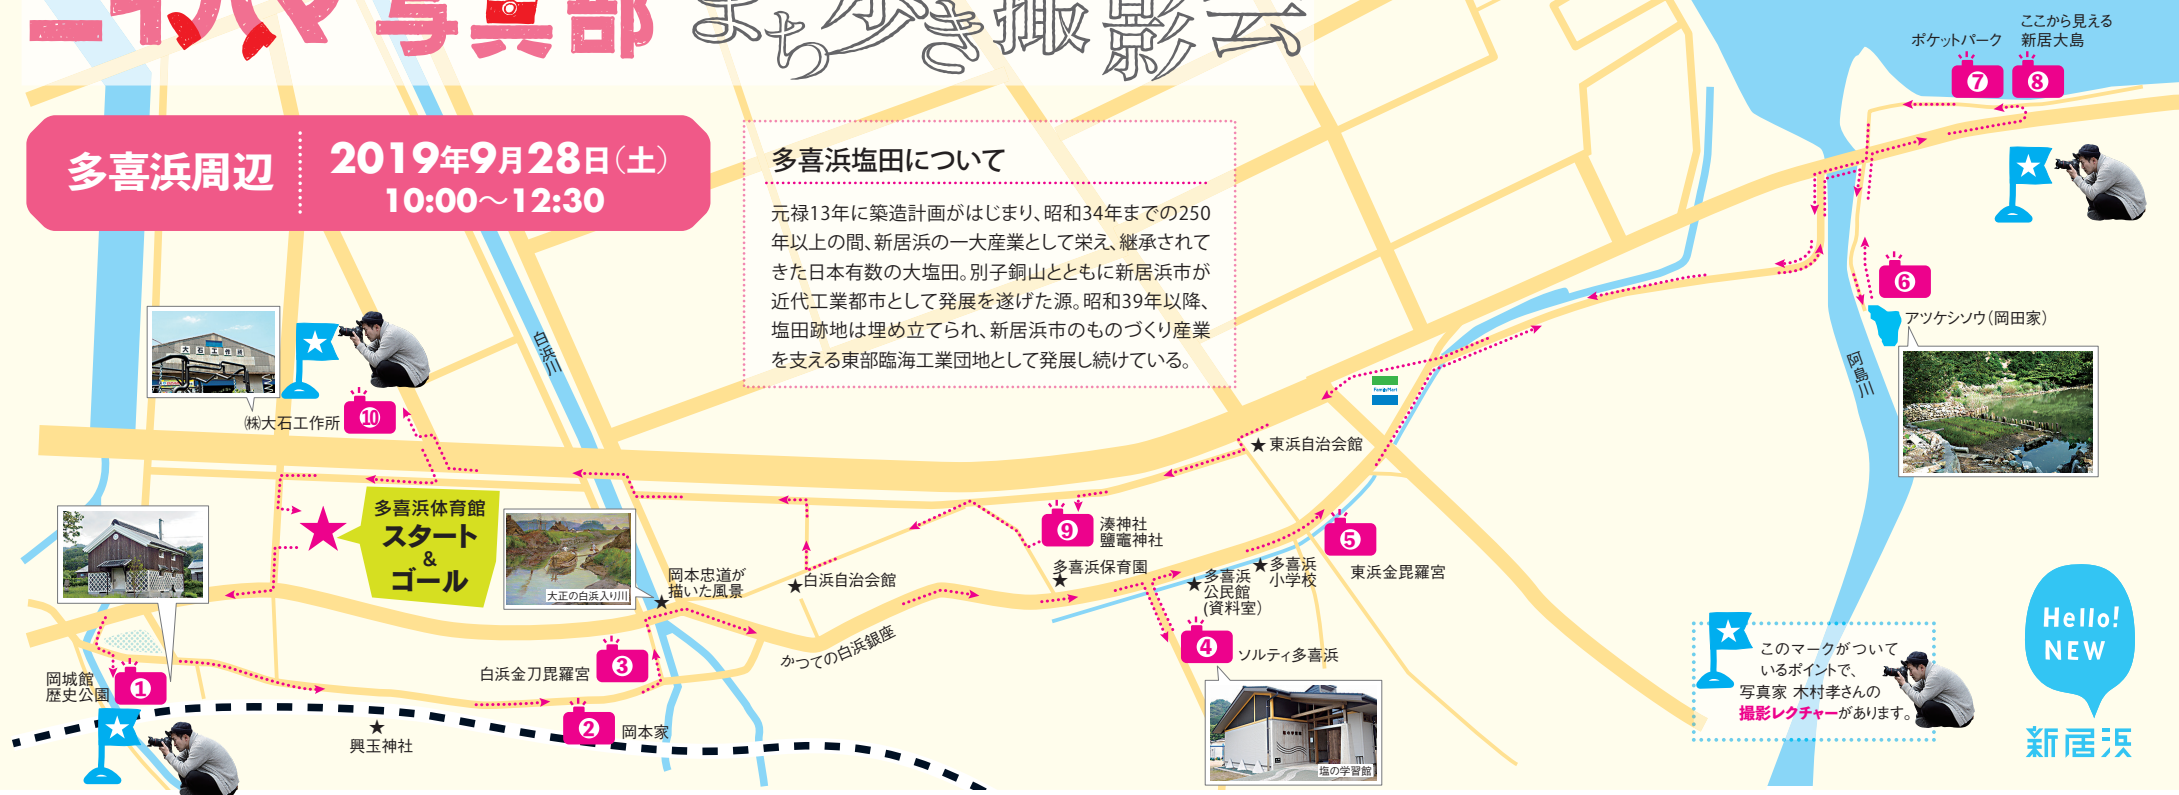 ニイハマ写真部 まち歩き撮影会
多喜浜周辺
2019年9月28日(土)
10:00〜12:30
多喜浜塩田について
元禄13年に築造計画がはじまり、昭和34年までの250
年以上の間、新居浜の一大産業として栄え、継承されて
きた日本有数の大塩田。別子銅山とともに新居浜市が
近代工業都市として発展を遂げた源。昭和39年以降、
塩田跡地は埋め立てられ、新居浜市のものづくり産業
を支える東部臨海工業団地として発展し続けている。
ここから見える
新居大島
ポケットパーク
❼
❽
❻
アツケシソウ(岡田家)
阿島川
白浜川
大石工作所
㈱大石工作所
❿
FamilyMart
★東浜自治会館
多喜浜体育館
スタート
&
ゴール
大正の白浜入り川
岡本忠道が
描いた風景
★
★白浜自治会館
❾
湊神社
鹽竈神社
多喜浜保育園
★
★多喜浜
公民館
(資料室)
★多喜浜
小学校
❺
東浜金毘羅宮
❹
ソルティ多喜浜
塩の学習館
かつての白浜銀座
白浜金刀毘羅宮
❸
❷
岡本家
岡城館
歴史公園
❶
★
興玉神社
このマークがついて
いるポイントで、
写真家 木村孝さんの
撮影レクチャーがあります。
Hello!
NEW
新居浜